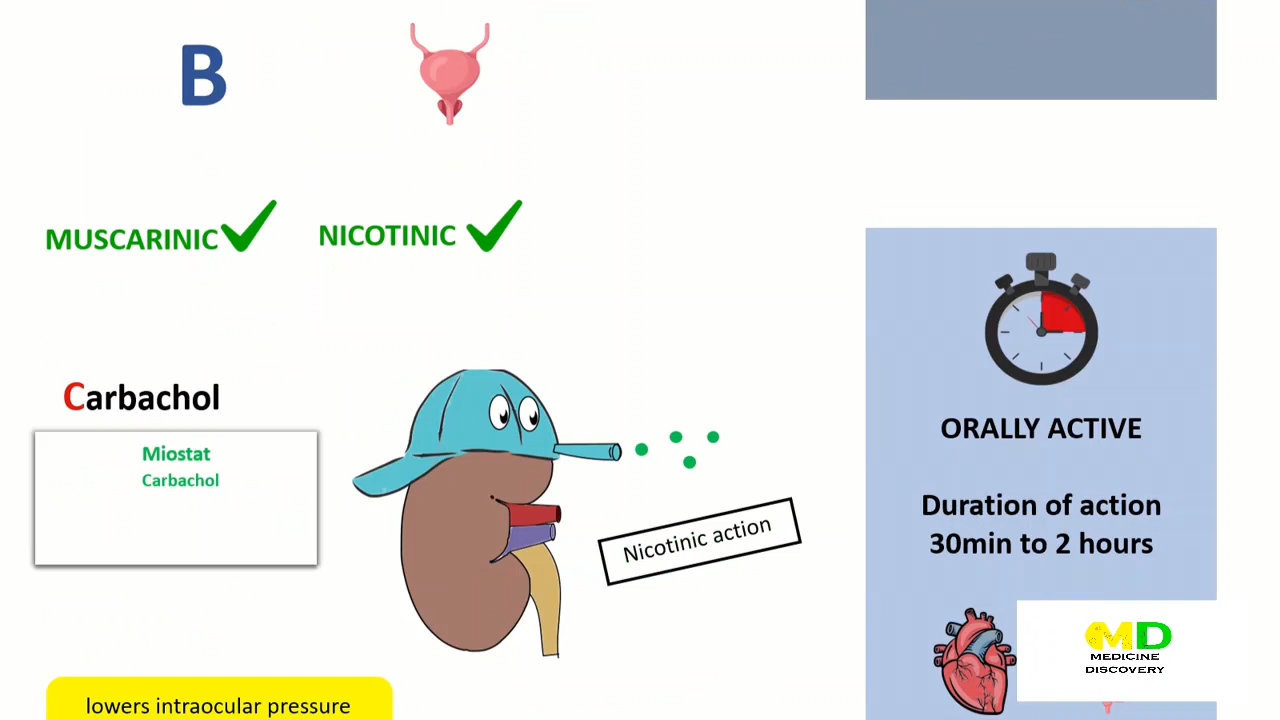 B
MUSCARINIC
NICOTINIC
Carbachol
Miostat
Carbachol
Nicotinic action
lowers intraocular pressure
ORALLY ACTIVE
Duration of action
30min to 2 hours
MD
MEDICINE
DISCOVERY